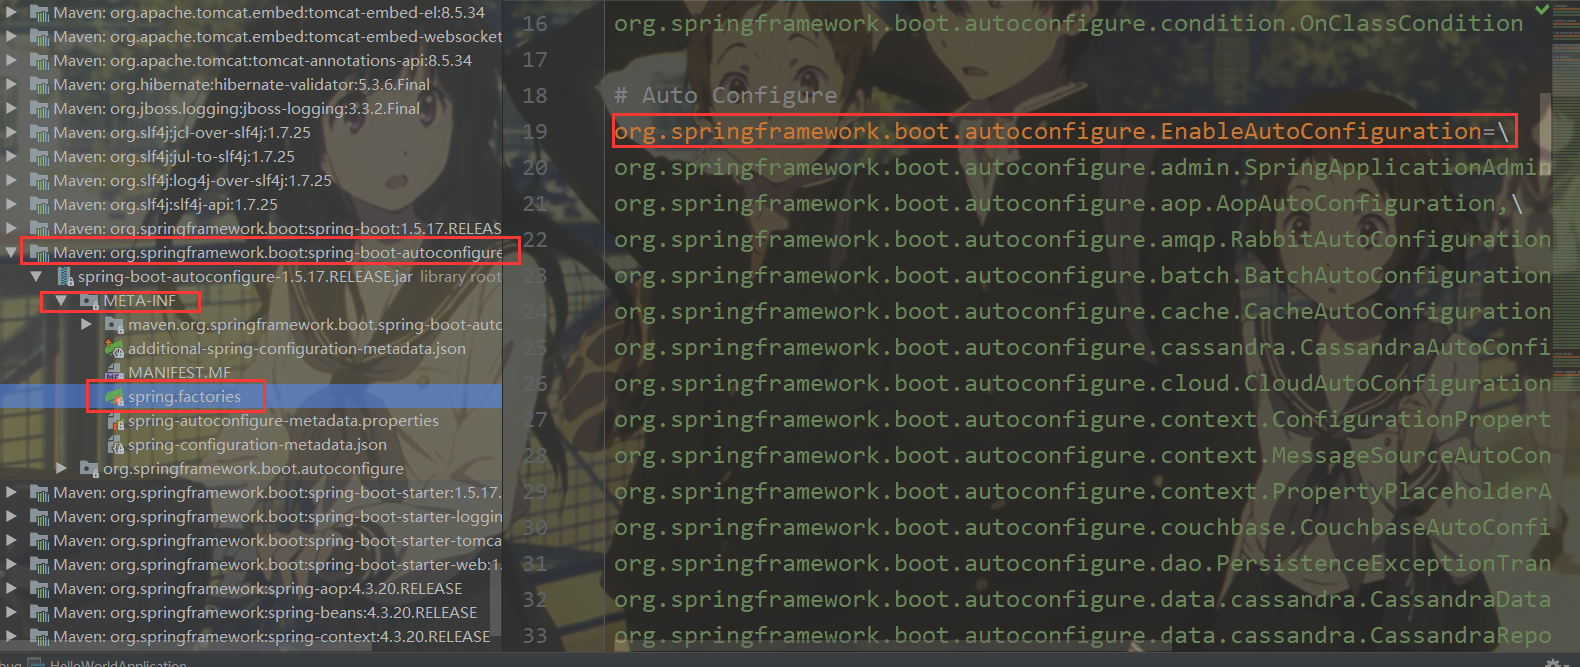 Maven: org.apache.tomcat.embed:tomcat-embed-el:8.5.34
Maven: org.apache.tomcat.embed:tomcat-embed-websocket
Maven: org.apache.tomcat:tomcat-annotations-api:8.5.34
Maven: org.hibernate:hibernate-validator:5.3.6.Final
Maven: org.jboss.logging:jboss-logging:3.3.2.Final
Maven: org.slf4j:jcl-over-slf4j:1.7.25
Maven: org.slf4j:jul-to-slf4j:1.7.25
Maven: org.slf4j:log4j-over-slf4j:1.7.25
Maven: org.slf4j:slf4j-api:1.7.25
Maven: org.springframework.boot:spring-boot:1.5.17.RELEAS
Maven: org.springframework.boot:spring-boot-autoconfigure
spring-boot-autoconfigure-1.5.17.RELEASE.jar library root
META-INF
maven.org.springframework.boot.spring-boot-autc
additional-spring-configuration-metadata.json
MANIFEST.MF
spring.factories
spring-autoconfigure-metadata.properties
spring-configuration-metadata.json
org.springframework.boot.autoconfigure
Maven: org.springframework.boot:spring-boot-starter:1.5.17.
Maven: org.springframework.boot:spring-boot-starter-loggin
Maven: org.springframework.boot:spring-boot-starter-tomca
Maven: org.springframework.boot:spring-boot-starter-web:1.
Maven: org.springframework:spring-aop:4.3.20.RELEASE
Maven: org.springframework:spring-beans:4.3.20.RELEASE
Maven: org.springframework:spring-context:4.3.20.RELEASE
bug HelloWorldApplication
16 org.springframework.boot.autoconfigure.condition.OnClassCondition
17
18 # Auto Configure
19 org.springframework.boot.autoconfigure.EnableAutoConfiguration=\
20 org.springframework.boot.autoconfigure.admin.SpringApplicationAdmin
21 org.springframework.boot.autoconfigure.aop.AopAutoConfiguration,\
22 org.springframework.boot.autoconfigure.amqp.RabbitAutoConfiguration
23 org.springframework.boot.autoconfigure.batch.BatchAutoConfiguration
24 org.springframework.boot.autoconfigure.cache.CacheAutoConfiguration
25 org.springframework.boot.autoconfigure.cassandra.CassandraAutoConfi
26 org.springframework.boot.autoconfigure.cloud.CloudAutoConfiguration
27 org.springframework.boot.autoconfigure.context.ConfigurationPropert
28 org.springframework.boot.autoconfigure.context.MessageSourceAutoCon
29 org.springframework.boot.autoconfigure.context.PropertyPlaceholderA
30 org.springframework.boot.autoconfigure.couchbase.CouchbaseAutoConfi
31 org.springframework.boot.autoconfigure.dao.PersistenceExceptionTran
32 org.springframework.boot.autoconfigure.data.cassandra.CassandraData
33 org.springframework.boot.autoconfigure.data.cassandra.CassandraRepo